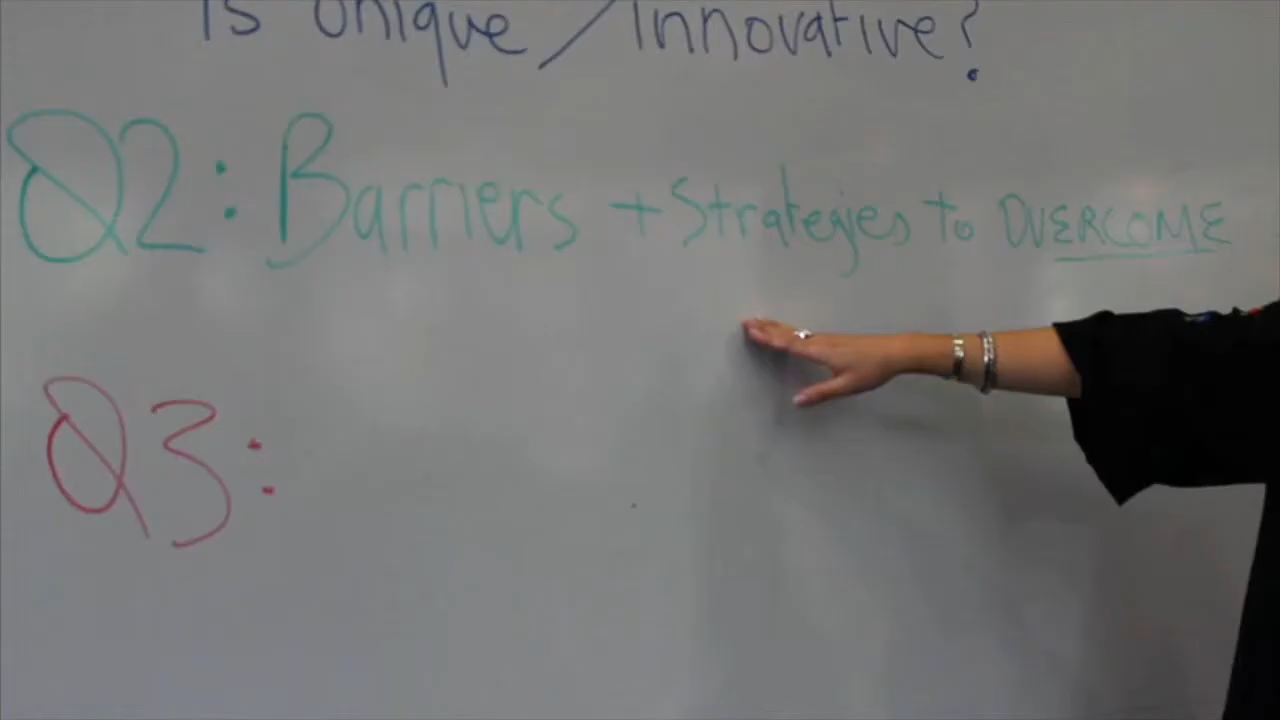 Is Unique/Innovative?
Q2: Barriers + Strategies to OVERCOME
Q3: